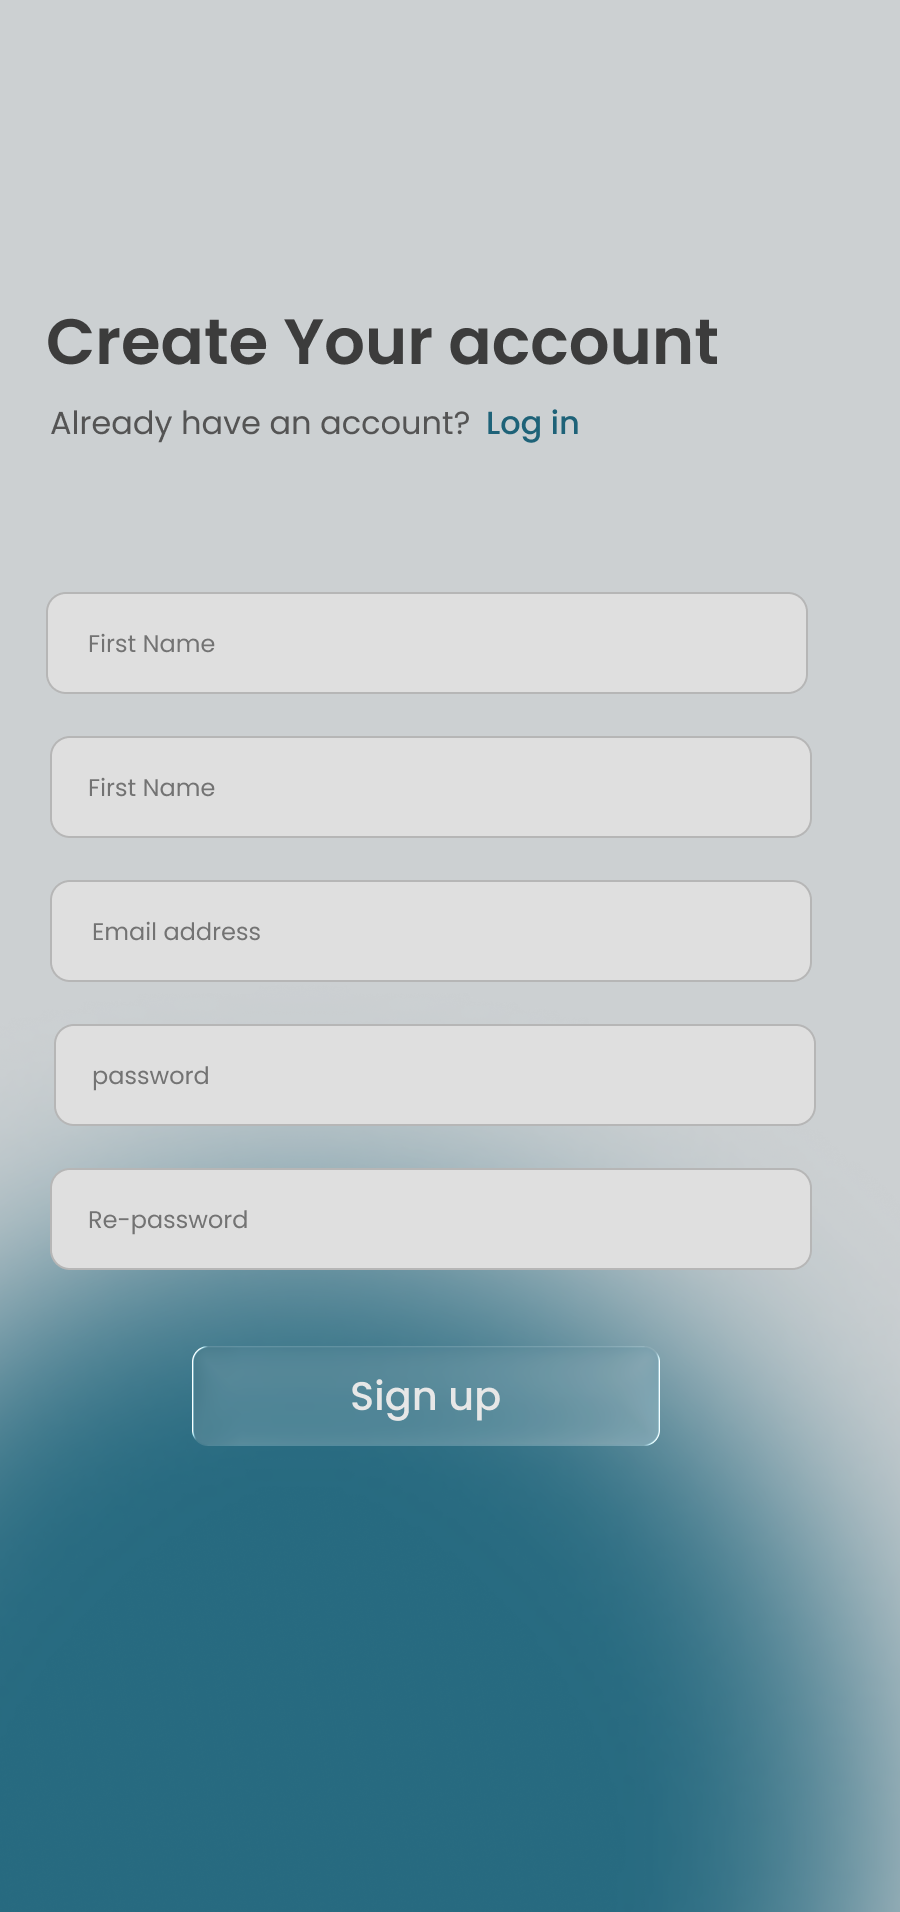 Create Your account
Already have an account? Log in
First Name
First Name
Email address
password
Re-password
Sign up